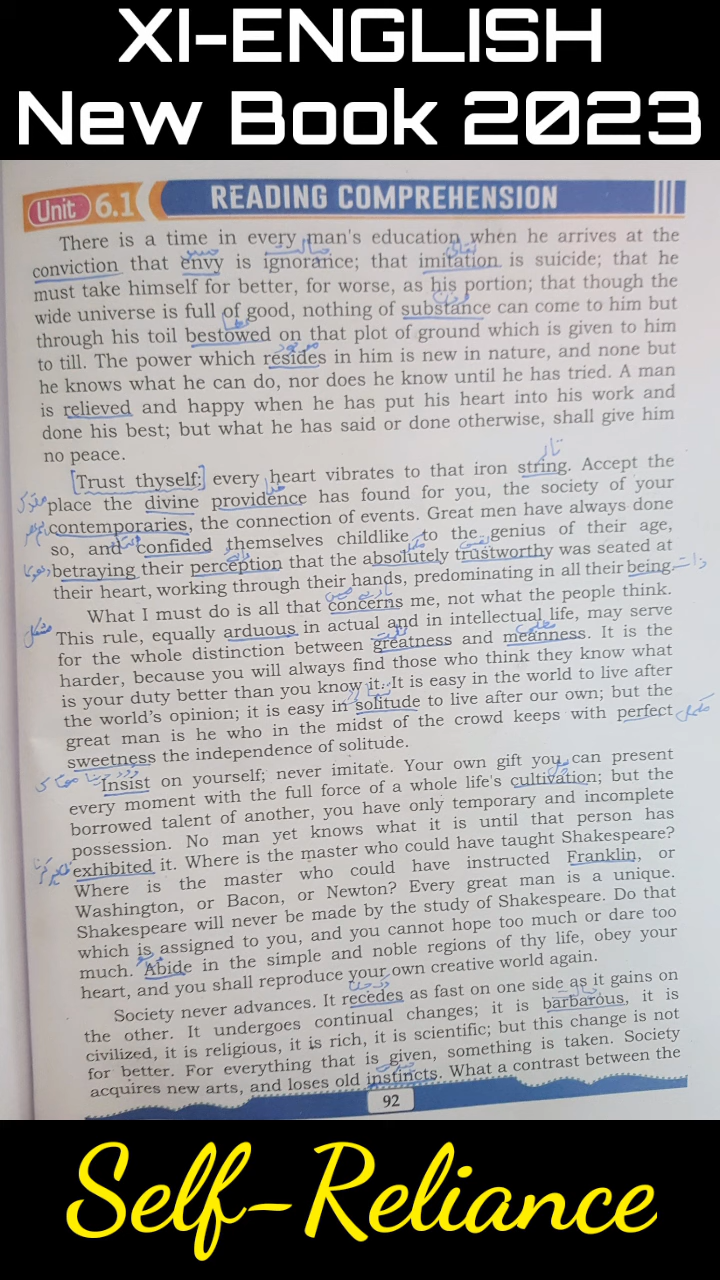 XI-ENGLISH
New Book 2023
Unit 6.1
READING COMPREHENSION
There is a time in every man's education when he arrives at the
conviction that envy is ignorance; that imitation is suicide; that he
must take himself for better, for worse, as his portion; that though the
wide universe is full of good, nothing of substance can come to him but
through his toil bestowed on that plot of ground which is given to him
to till. The power which resides in him is new in nature, and none but
he knows what he can do, nor does he know until he has tried. A man
is relieved and happy when he has put his heart into his work and
done his best; but what he has said or done otherwise, shall give him
no peace.
[Trust thyself:] every heart vibrates to that iron string. Accept the
place the divine providence has found for you, the society of your
contemporaries, the connection of events. Great men have always done
so, and confided themselves childlike to the genius of their age,
betraying their perception that the absolutely trustworthy was seated at
their heart, working through their hands, predominating in all their being.
What I must do is all that concerns me, not what the people think.
This rule, equally arduous in actual and in intellectual life, may serve
for the whole distinction between greatness and meanness. It is the
harder, because you will always find those who think they know what
is your duty better than you know it. It is easy in the world to live after
the world's opinion; it is easy in solitude to live after our own; but the
great man is he who in the midst of the crowd keeps with perfect
sweetness the independence of solitude.
Insist on yourself; never imitate. Your own gift you can present
every moment with the full force of a whole life's cultivation; but the
borrowed talent of another, you have only temporary and incomplete
possession. No man yet knows what it is until that person has
exhibited it. Where is the master who could have taught Shakespeare?
Where is the master who could have instructed Franklin, or
Washington, or Bacon, or Newton? Every great man is a unique.
Shakespeare will never be made by the study of Shakespeare. Do that
which is assigned to you, and you cannot hope too much or dare too
much. Abide in the simple and noble regions of thy life, obey your
heart, and you shall reproduce your own creative world again.
Society never advances. It recedes as fast on one side as it gains on
the other. It undergoes continual changes; it is barbarous, it is
civilized, it is religious, it is rich, it is scientific; but this change is not
for better. For everything that is given, something is taken. Society
acquires new arts, and loses old instincts. What a contrast between the
92
Self-Reliance